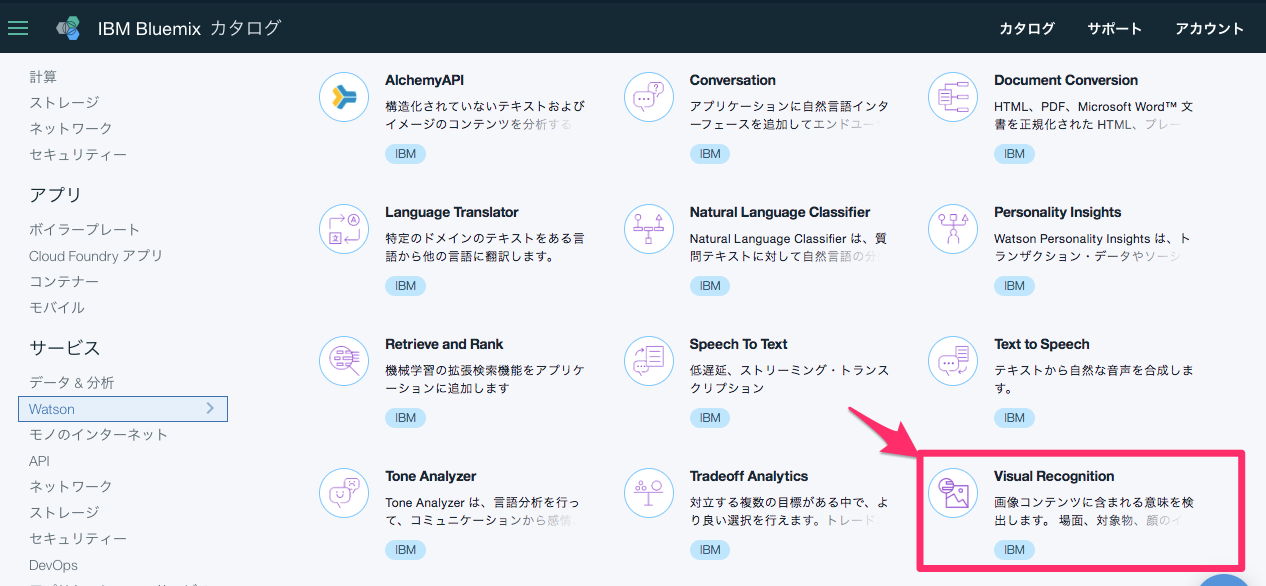 IBM Bluemix カタログ
カタログ サポート アカウント
計算
ストレージ
ネットワーク
セキュリティー
アプリ
ボイラープレート
Cloud Foundry アプリ
コンテナー
モバイル
サービス
データ & 分析
Watson
モノのインターネット
API
ネットワーク
ストレージ
セキュリティー
DevOps
AlchemyAPI
構造化されていないテキストおよび
イメージのコンテンツを分析する
IBM
Conversation
アプリケーションに自然言語インタ
ーフェースを追加してエンドユー
IBM
Document Conversion
HTML、PDF、Microsoft Word™ 文
書を正規化された HTML、プレー
IBM
Language Translator
特定のドメインのテキストをある言
語から他の言語に翻訳します。
IBM
Natural Language Classifier
Natural Language Classifier は、質
問テキストに対して自然言語の分
IBM
Personality Insights
Watson Personality Insights は、ト
ランザクション・データやソーシ
IBM
Retrieve and Rank
機械学習の拡張検索機能をアプリケ
ーションに追加します
IBM
Speech To Text
低遅延、ストリーミング・トランス
クリプション
IBM
Text to Speech
テキストから自然な音声を合成しま
す。
IBM
Tone Analyzer
Tone Analyzer は、言語分析を行っ
て、コミュニケーションから感情
IBM
Tradeoff Analytics
対立する複数の目標がある中で、よ
り良い選択を行えます。トレード
IBM
Visual Recognition
画像コンテンツに含まれる意味を検
出します。 場面、対象物、顔のイ
IBM